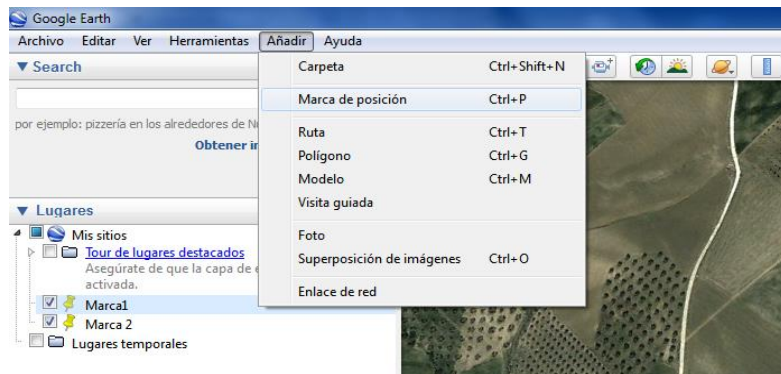 Google Earth
Archivo Editar Ver Herramientas Añadir Ayuda
Search
por ejemplo: pizzería en los alrededores de
Obtener
Lugares
Mis sitios
Tour de lugares destacados
Asegúrate de que la capa de
activada.
Marca1
Marca 2
Lugares temporales
Carpeta Ctrl+Shift+N
Marca de posición Ctrl+P
Ruta Ctrl+T
Polígono Ctrl+G
Modelo Ctrl+M
Visita guiada
Foto
Superposición de imágenes Ctrl+O
Enlace de red